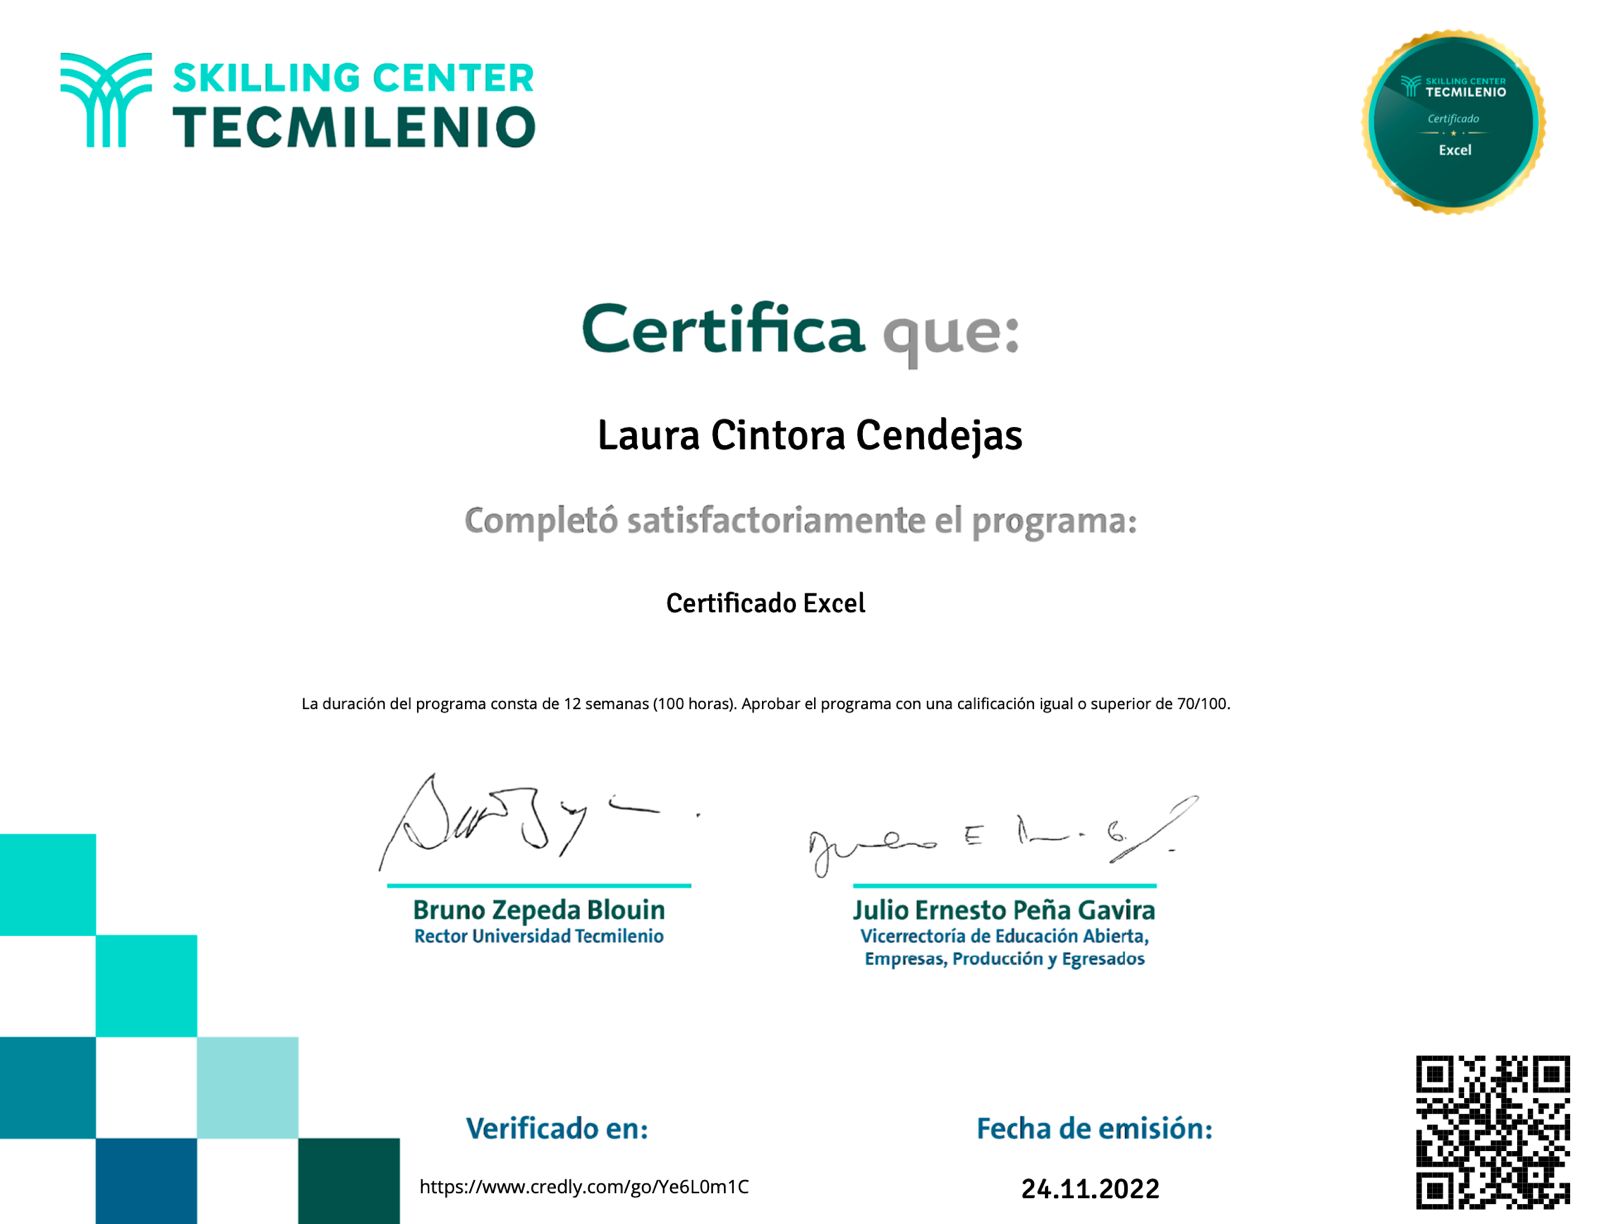 SKILLING CENTER
TECMILENIO
SKILLING CENTER
TECMILENIO
Certificado
Excel
Certifica que:
Laura Cintora Cendejas
Completó satisfactoriamente el programa:
Certificado Excel
La duración del programa consta de 12 semanas (100 horas). Aprobar el programa con una calificación igual o superior de 70/100.
Bruno Zepeda Blouin
Rector Universidad Tecmilenio
Julio Ernesto Peña Gavira
Vicerrectoría de Educación Abierta,
Empresas, Producción y Egresados
Verificado en:
https://www.credly.com/go/Ye6L0m1C
Fecha de emisión:
24.11.2022